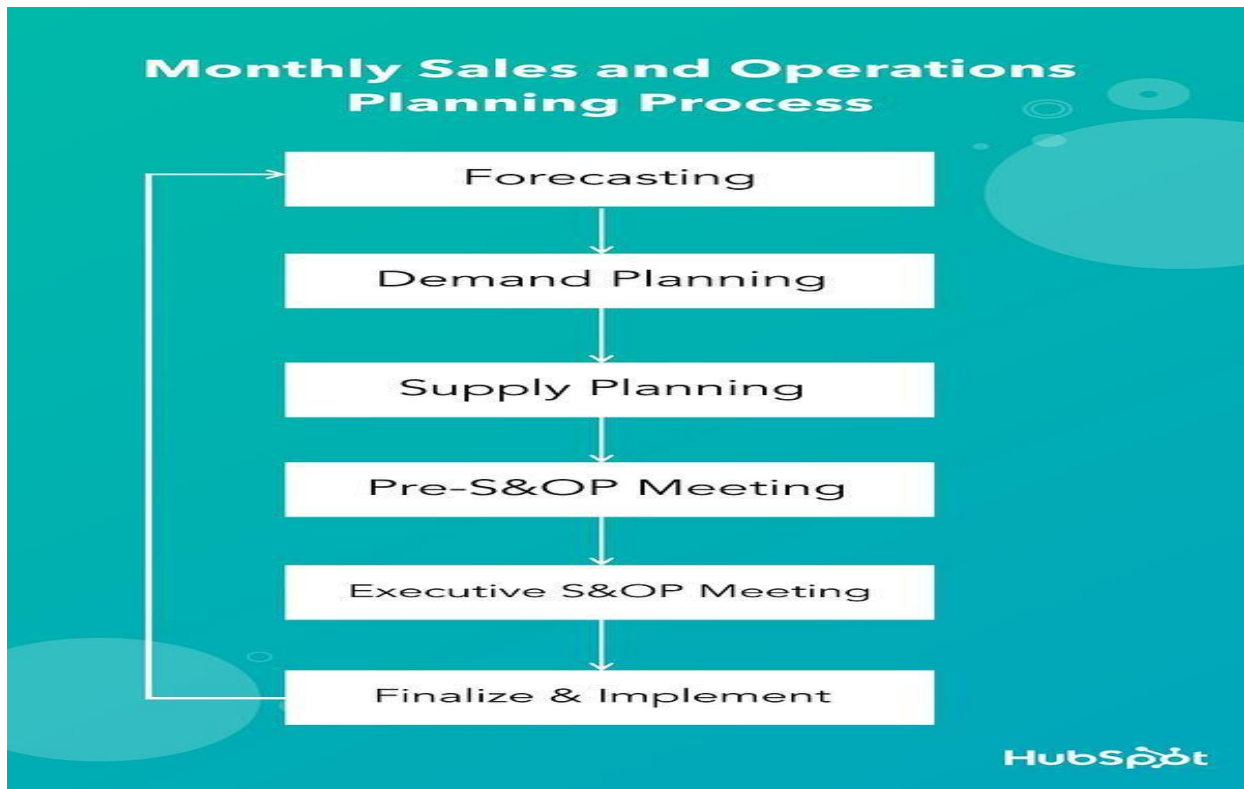 Monthly Sales and Operations
Planning Process
Forecasting
Demand Planning
Supply Planning
Pre-S&OP Meeting
Executive S&OP Meeting
Finalize & Implement
HubSpot